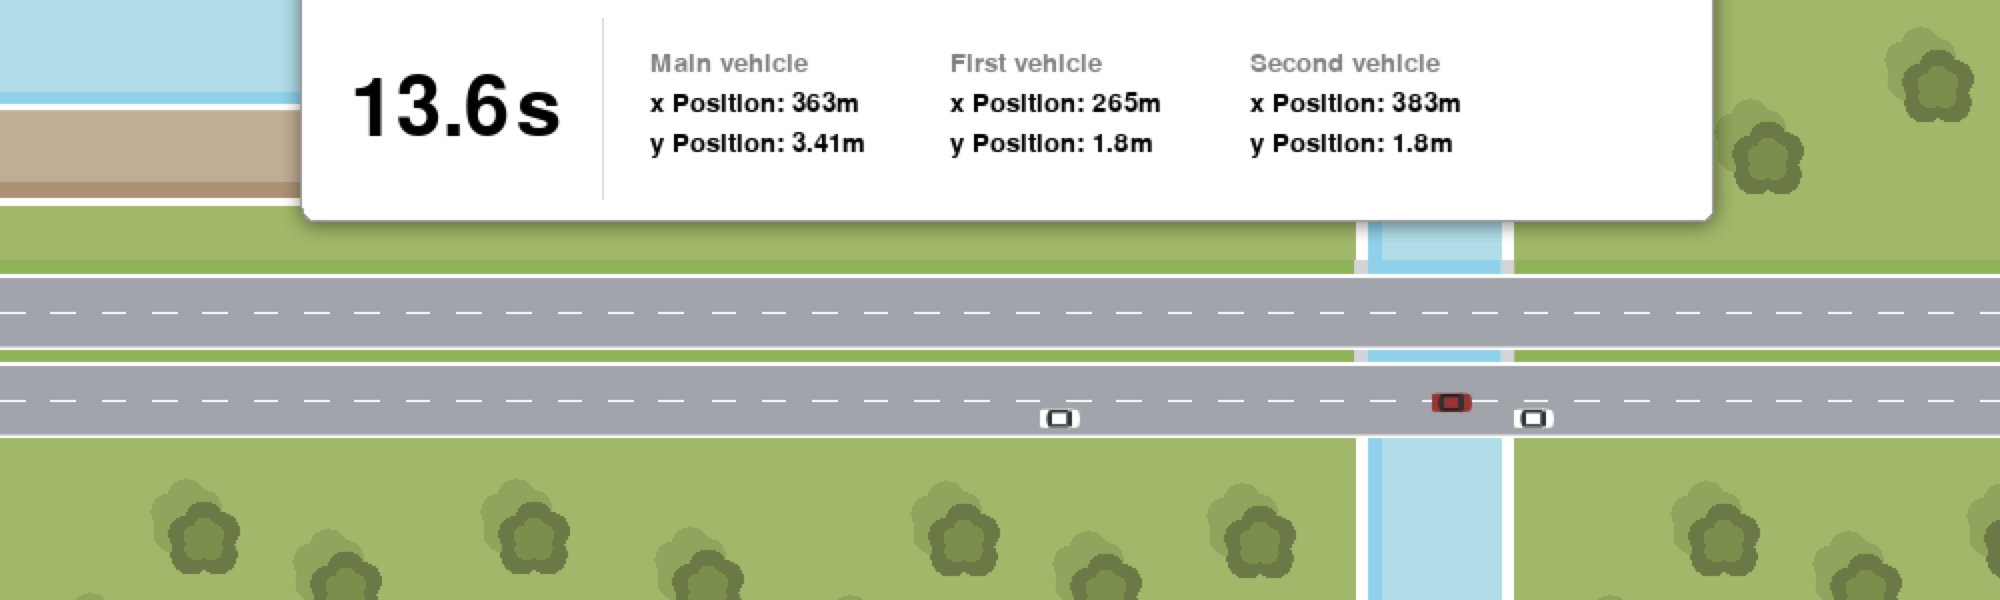 13.6s
Main vehicle
x Position: 363m
y Position: 3.41m
First vehicle
x Position: 265m
y Position: 1.8m
Second vehicle
x Position: 383m
y Position: 1.8m